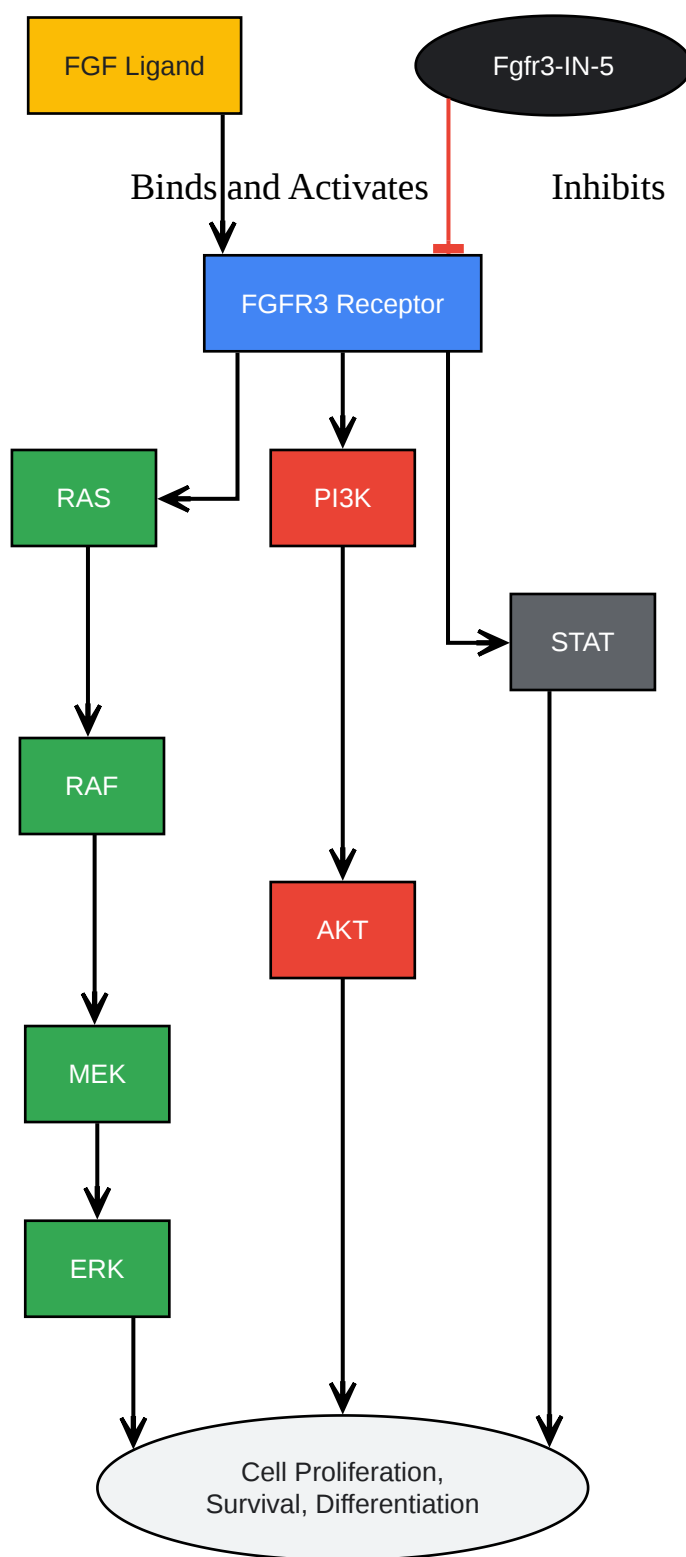 FGF Ligand
Fgfr3-IN-5
Binds and Activates
Inhibits
FGFR3 Receptor
RAS
PI3K
STAT
RAF
AKT
MEK
ERK
Cell Proliferation,
Survival, Differentiation